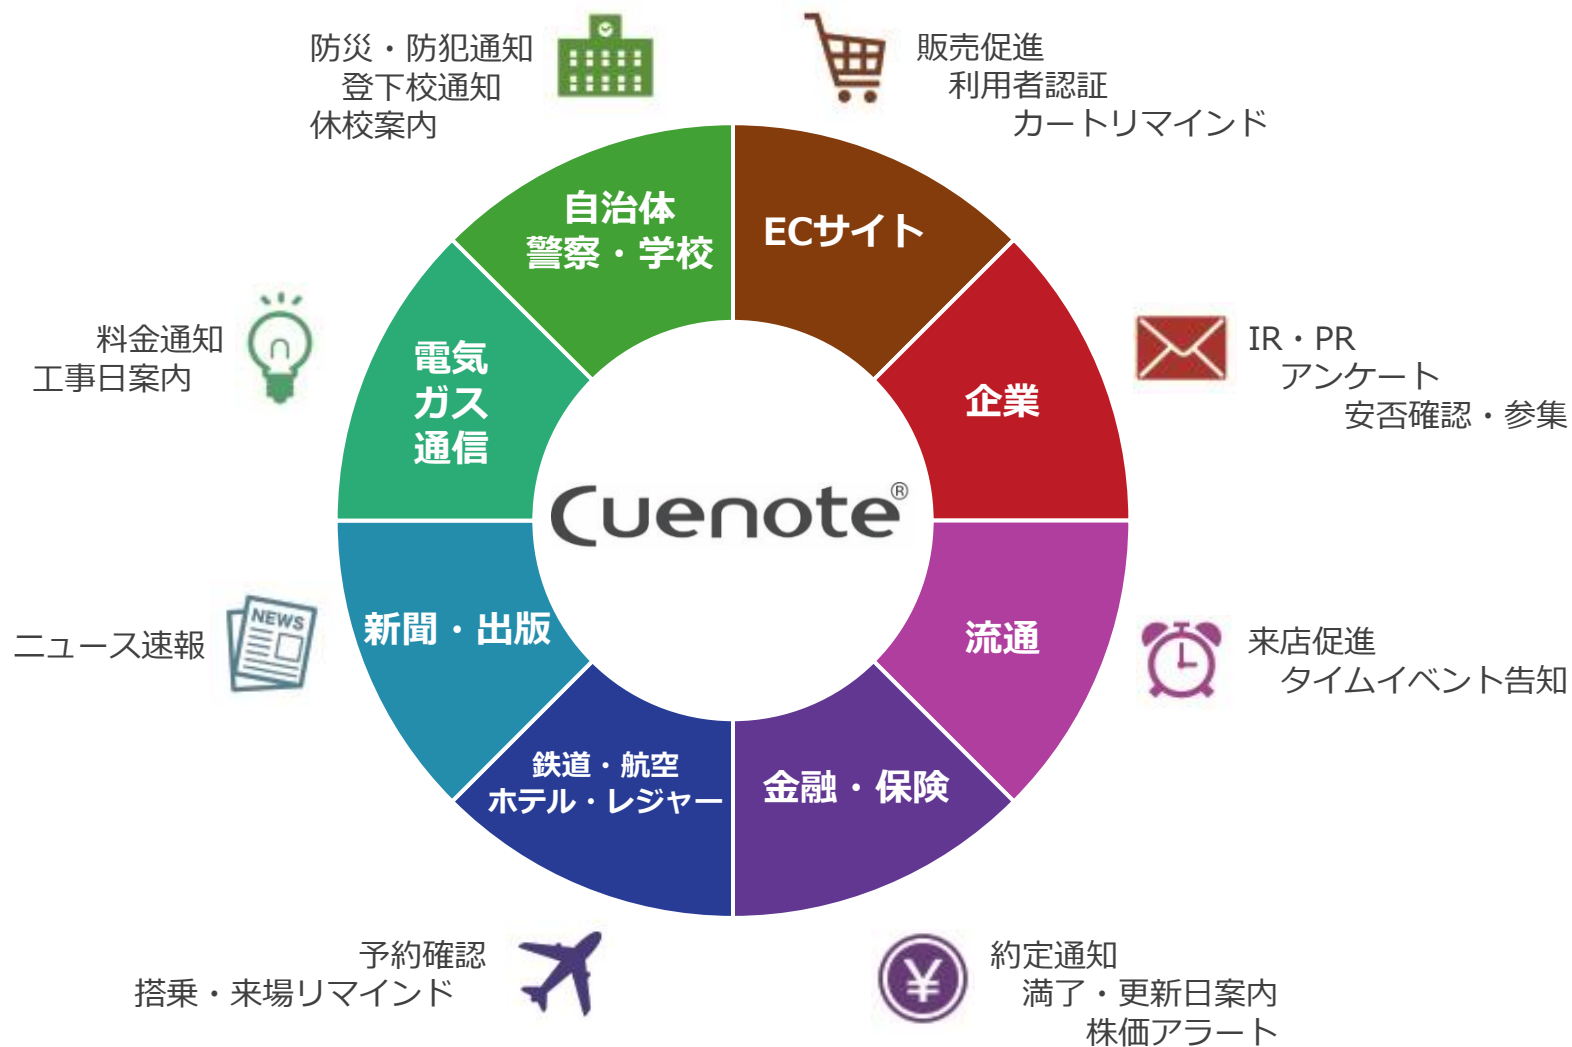 防災・防犯通知
登下校通知
休校案内
販売促進
利用者認証
カートリマインド
自治体
警察・学校
ECサイト
料金通知
工事日案内
電気
ガス
通信
企業
IR・PR
アンケート
安否確認・参集
Cuenote®
ニュース速報
NEWS
新聞・出版
流通
来店促進
タイムイベント告知
鉄道・航空
ホテル・レジャー
金融・保険
予約確認
搭乗・来場リマインド
¥
約定通知
満了・更新日案内
株価アラート